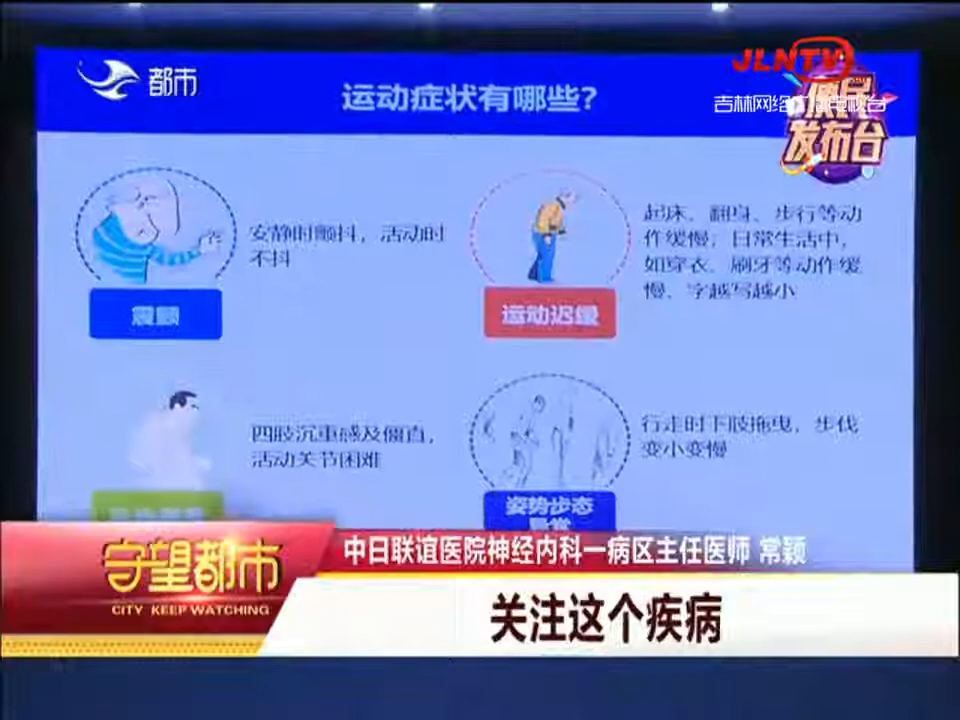 都市
JLNTV
吉林网络广播电视台
便民
发布台
运动症状有哪些?
安静时颤抖，活动时
不抖
震颤
起床、翻身、步行等动
作缓慢；日常生活中，
如穿衣、刷牙等动作缓
慢、字越写越小
运动迟缓
四肢沉重感及僵直，
活动关节困难
行走时下肢拖曳，步伐
变小变慢
姿势步态
异常
守望都市
CITY KEEP WATCHING
中日联谊医院神经内科一病区主任医师 常颖
关注这个疾病